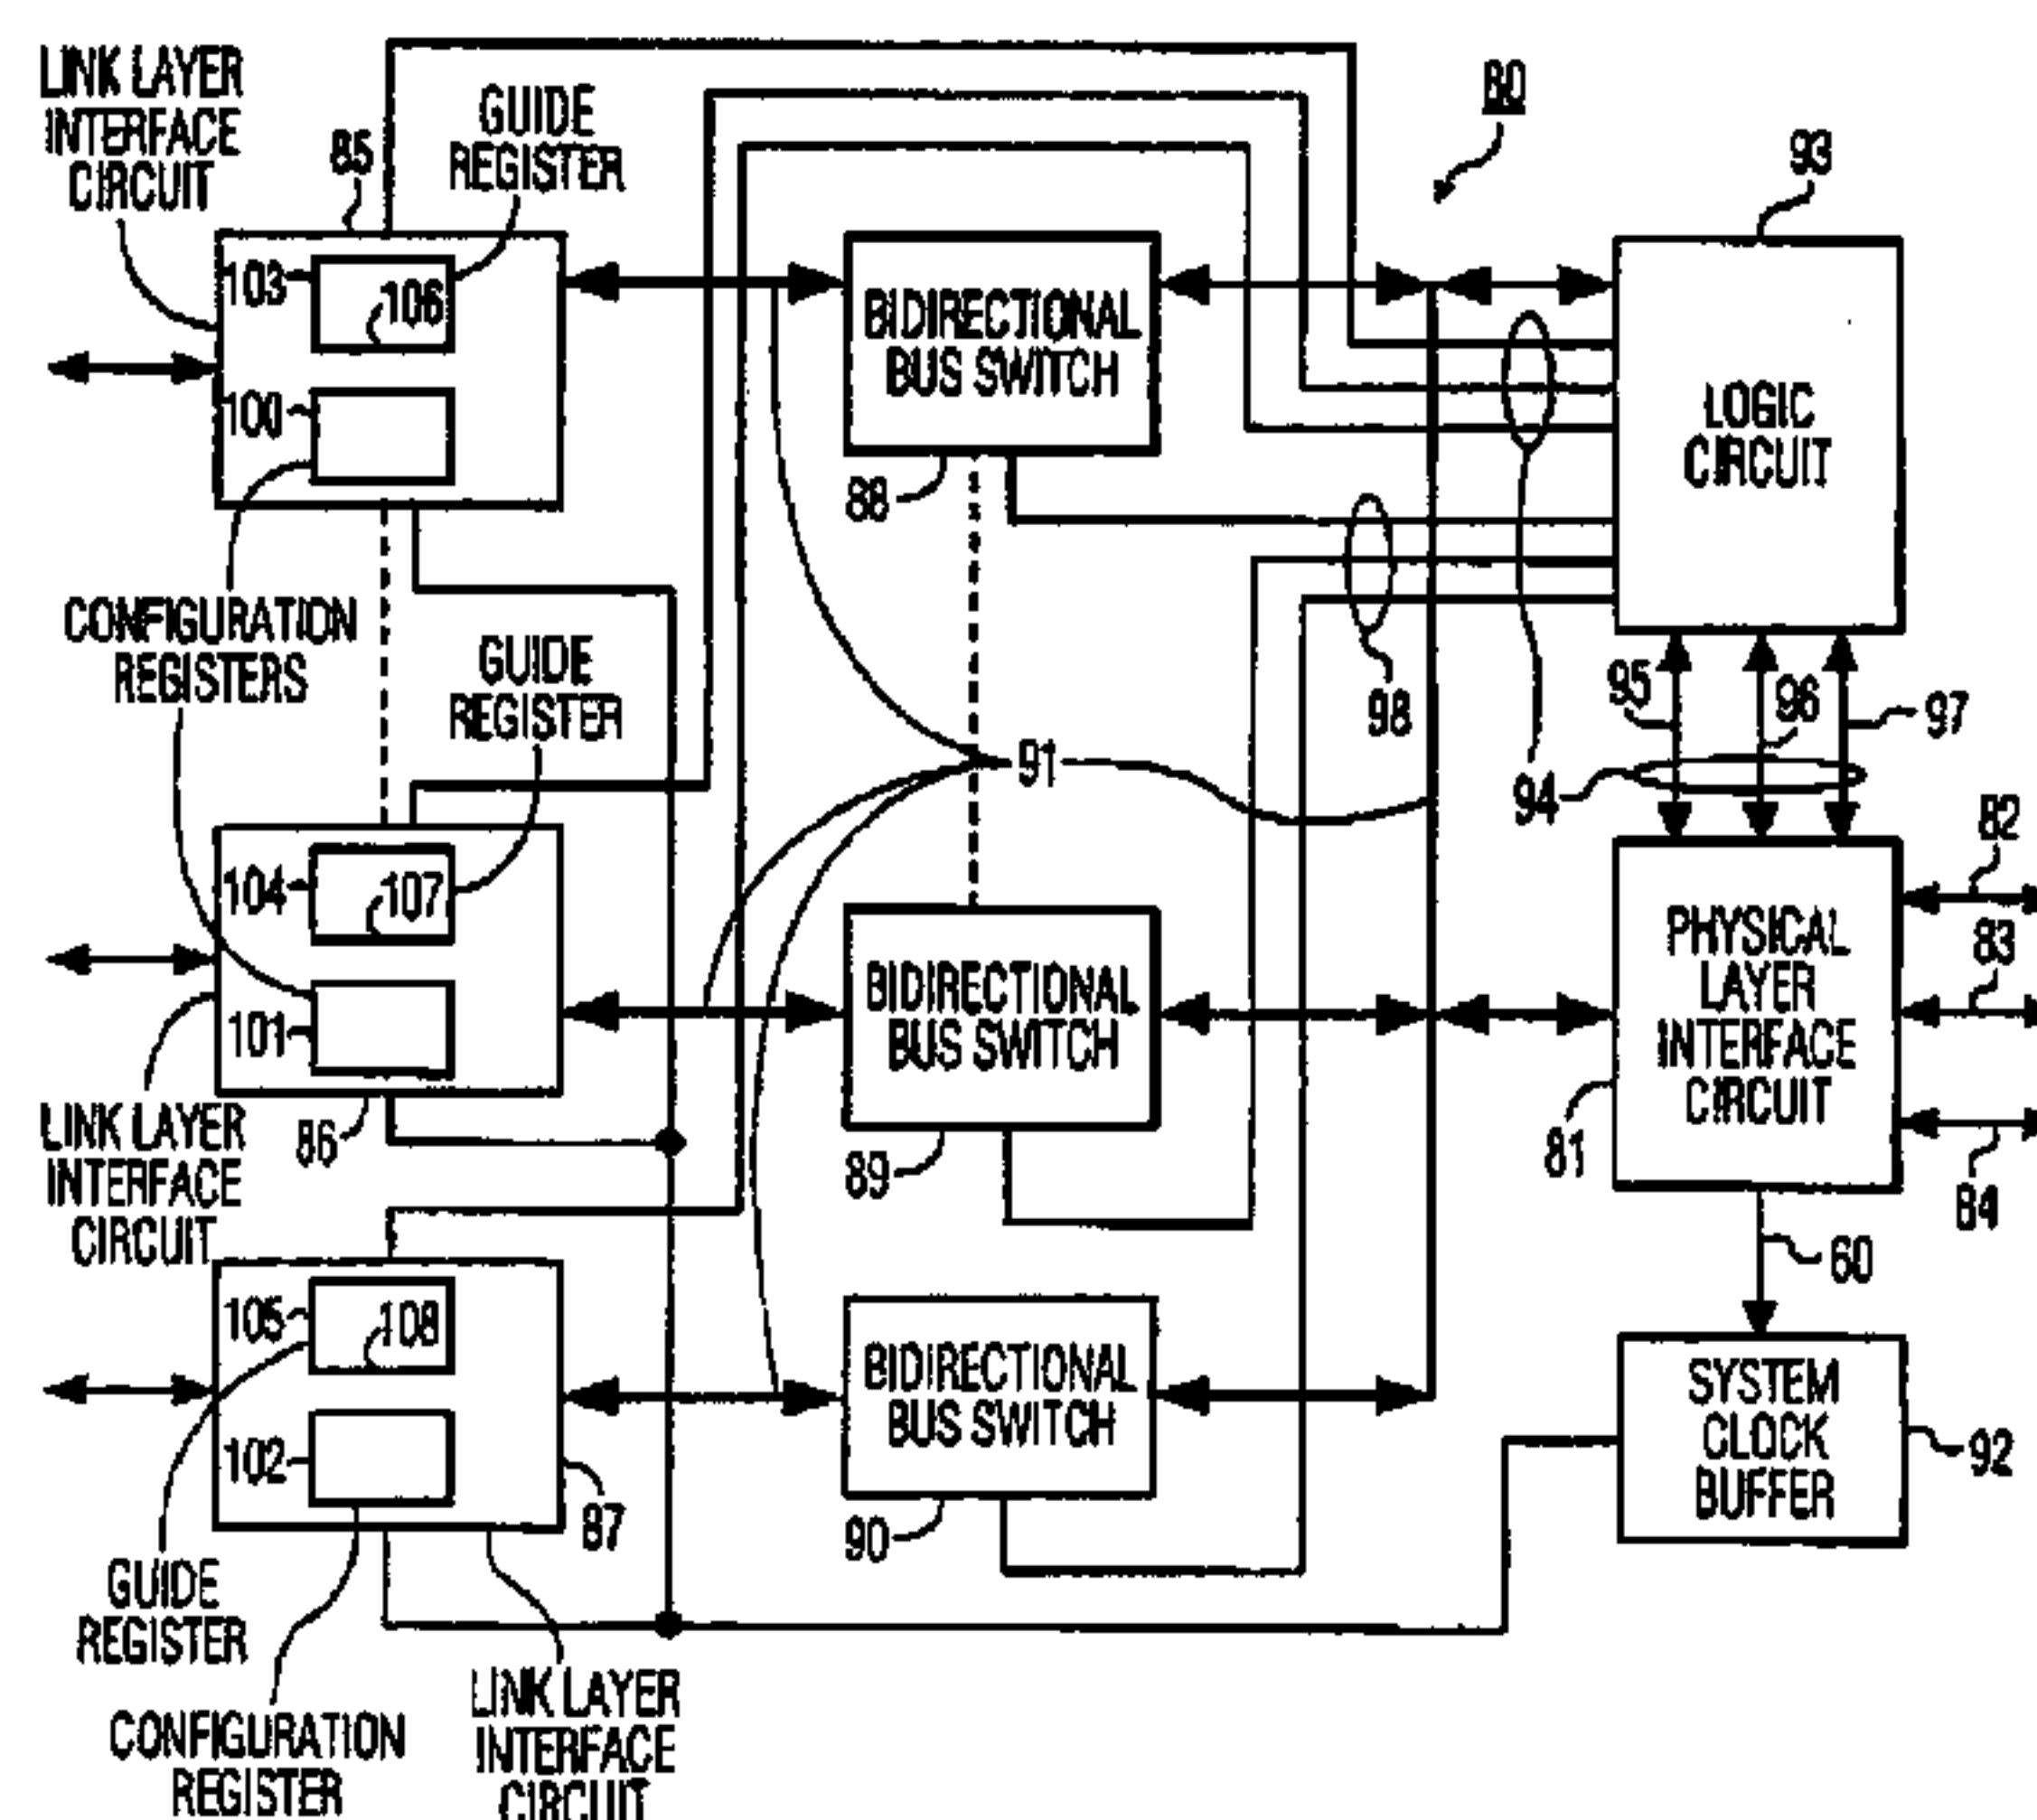 LINK LAYER
INTERFACE
CIRCUIT
85
GUIDE
REGISTER
80
93
103
106
100
BIDIRECTIONAL
BUS SWITCH
88
LOGIC
CIRCUIT
CONFIGURATION
REGISTERS
GUIDE
REGISTER
91
98
95
96
97
94
94
82
83
84
104
107
101
BIDIRECTIONAL
BUS SWITCH
89
PHYSICAL
LAYER
INTERFACE
CIRCUIT
81
LINK LAYER
INTERFACE
CIRCUIT
86
60
105
108
102
87
BIDIRECTIONAL
BUS SWITCH
90
SYSTEM
CLOCK
BUFFER
92
GUIDE
REGISTER
CONFIGURATION
REGISTER
LINK LAYER
INTERFACE
CIRCUIT